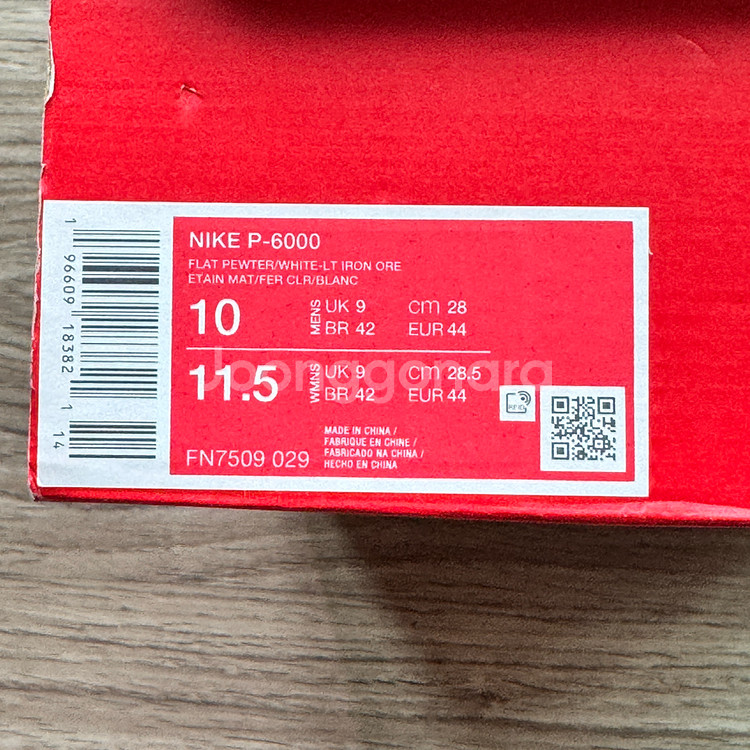 NIKE P-6000
FLAT PEWTER/WHITE-LT IRON ORE
ETAIN MAT/FER CLR/BLANC
10 MENS UK 9 cm 28
BR 42 EUR 44
11.5 WMNS UK 9 cm 28.5
BR 42 EUR 44
FN7509 029
MADE IN CHINA /
FABRIQUE EN CHINE /
FABRICADO NA CHINA /
HECHO EN CHINA
RFID
1 96609 18382 1 14
Joonggonara